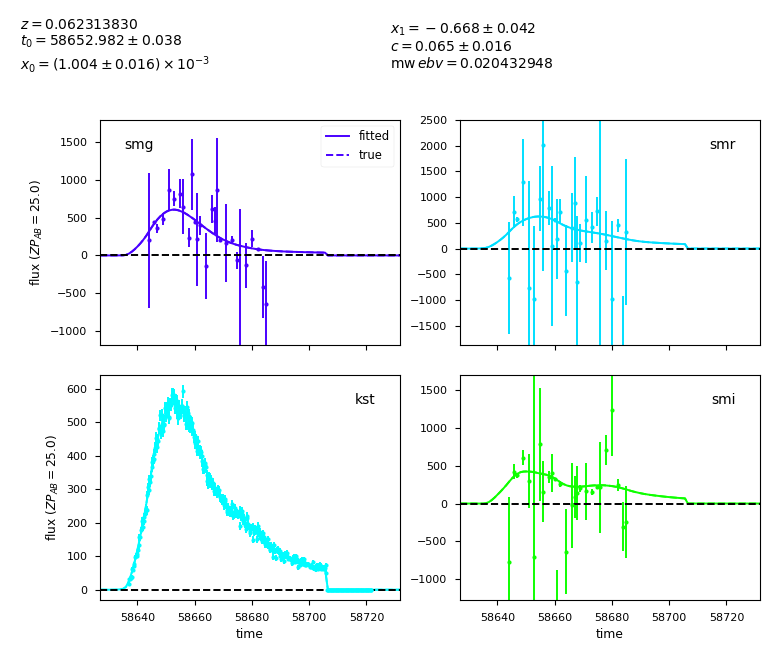 z = 0.062313830
t₀ = 58652.982 ± 0.038
x₀ = (1.004 ± 0.016) × 10⁻³
x₁ = −0.668 ± 0.042
c = 0.065 ± 0.016
mw ebv = 0.020432948
smg
fitted
true
1500
1000
500
0
−500
−1000
flux (ZP_AB = 25.0)
smr
2500
2000
1500
1000
500
0
−500
−1000
−1500
kst
600
500
400
300
200
100
0
flux (ZP_AB = 25.0)
58640 58660 58680 58700 58720
time
smi
1500
1000
500
0
−500
−1000
58640 58660 58680 58700 58720
time